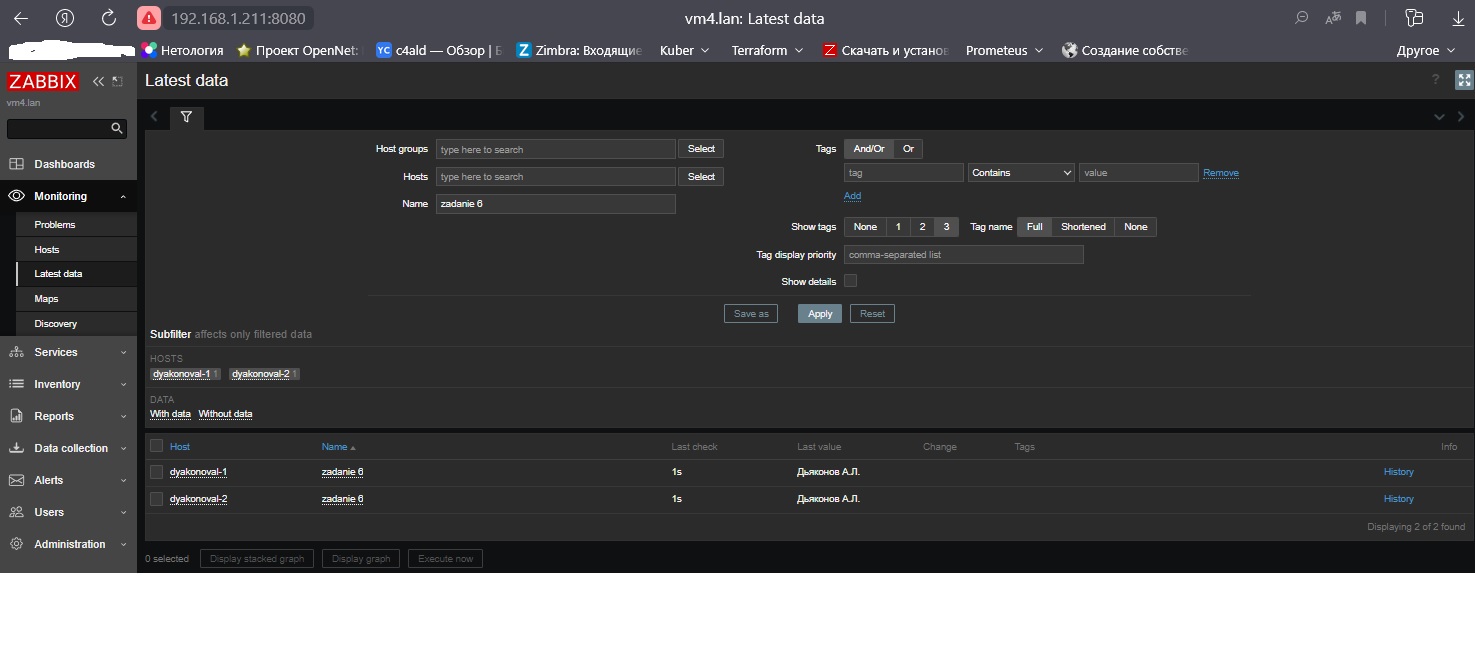 192.168.1.211:8080 vm4.lan: Latest data
Нетология Проект OpenNet: YC c4ald — Обзор | Б Z Zimbra: Входящие Kuber Terraform Z Скачать и установ Prometeus Создание собстве Другое
ZABBIX Latest data ?
vm4.lan
Host groups type here to search Select Tags And/Or Or
Hosts type here to search Select tag Contains value Remove
Add
Name zadanie 6
Show tags None 1 2 3 Tag name Full Shortened None
Tag display priority comma-separated list
Show details
Save as Apply Reset
Dashboards
Monitoring
Problems
Hosts
Latest data
Maps
Discovery
Services
Inventory
Reports
Data collection
Alerts
Users
Administration
Subfilter affects only filtered data
HOSTS
dyakonoval-1 1 dyakonoval-2 1
DATA
With data Without data
Host Name Last check Last value Change Tags Info
dyakonoval-1 zadanie 6 1s Дьяконов А.Л. History
dyakonoval-2 zadanie 6 1s Дьяконов А.Л. History
Displaying 2 of 2 found
0 selected Display stacked graph Display graph Execute now